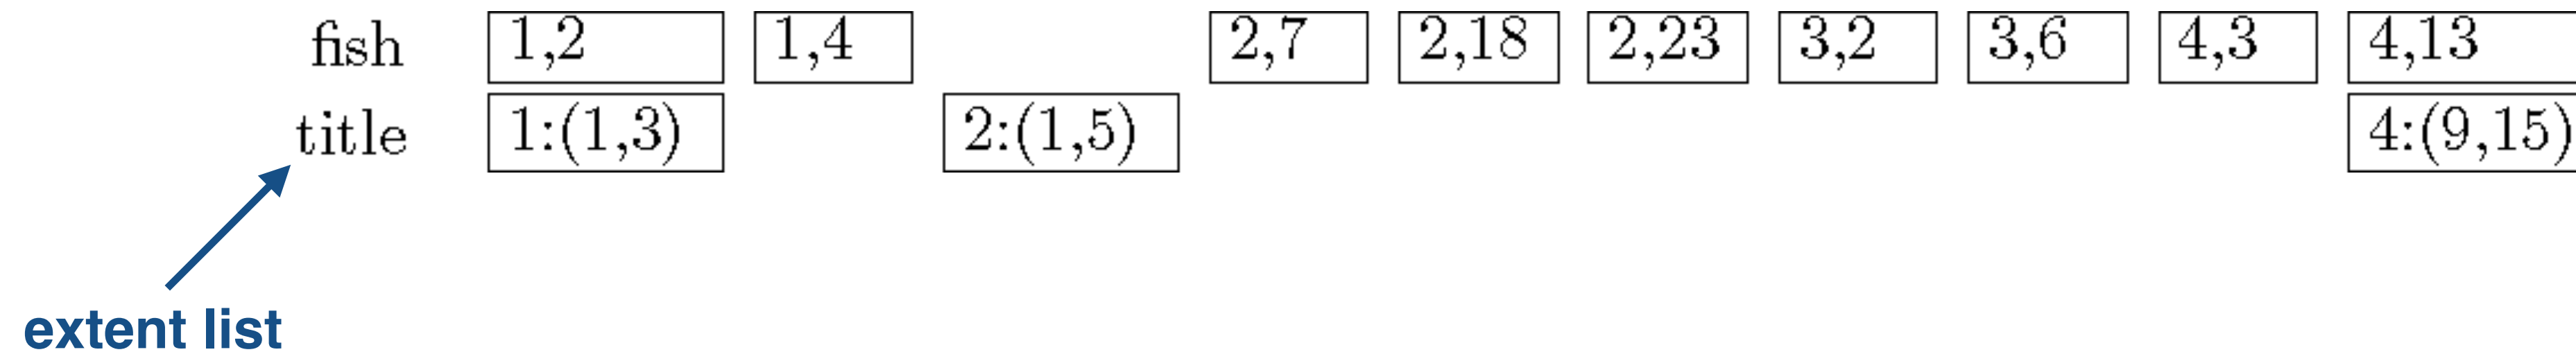 fish 1,2 1,4 2,7 2,18 2,23 3,2 3,6 4,3 4,13
title 1:(1,3) 2:(1,5) 4:(9,15)
extent list